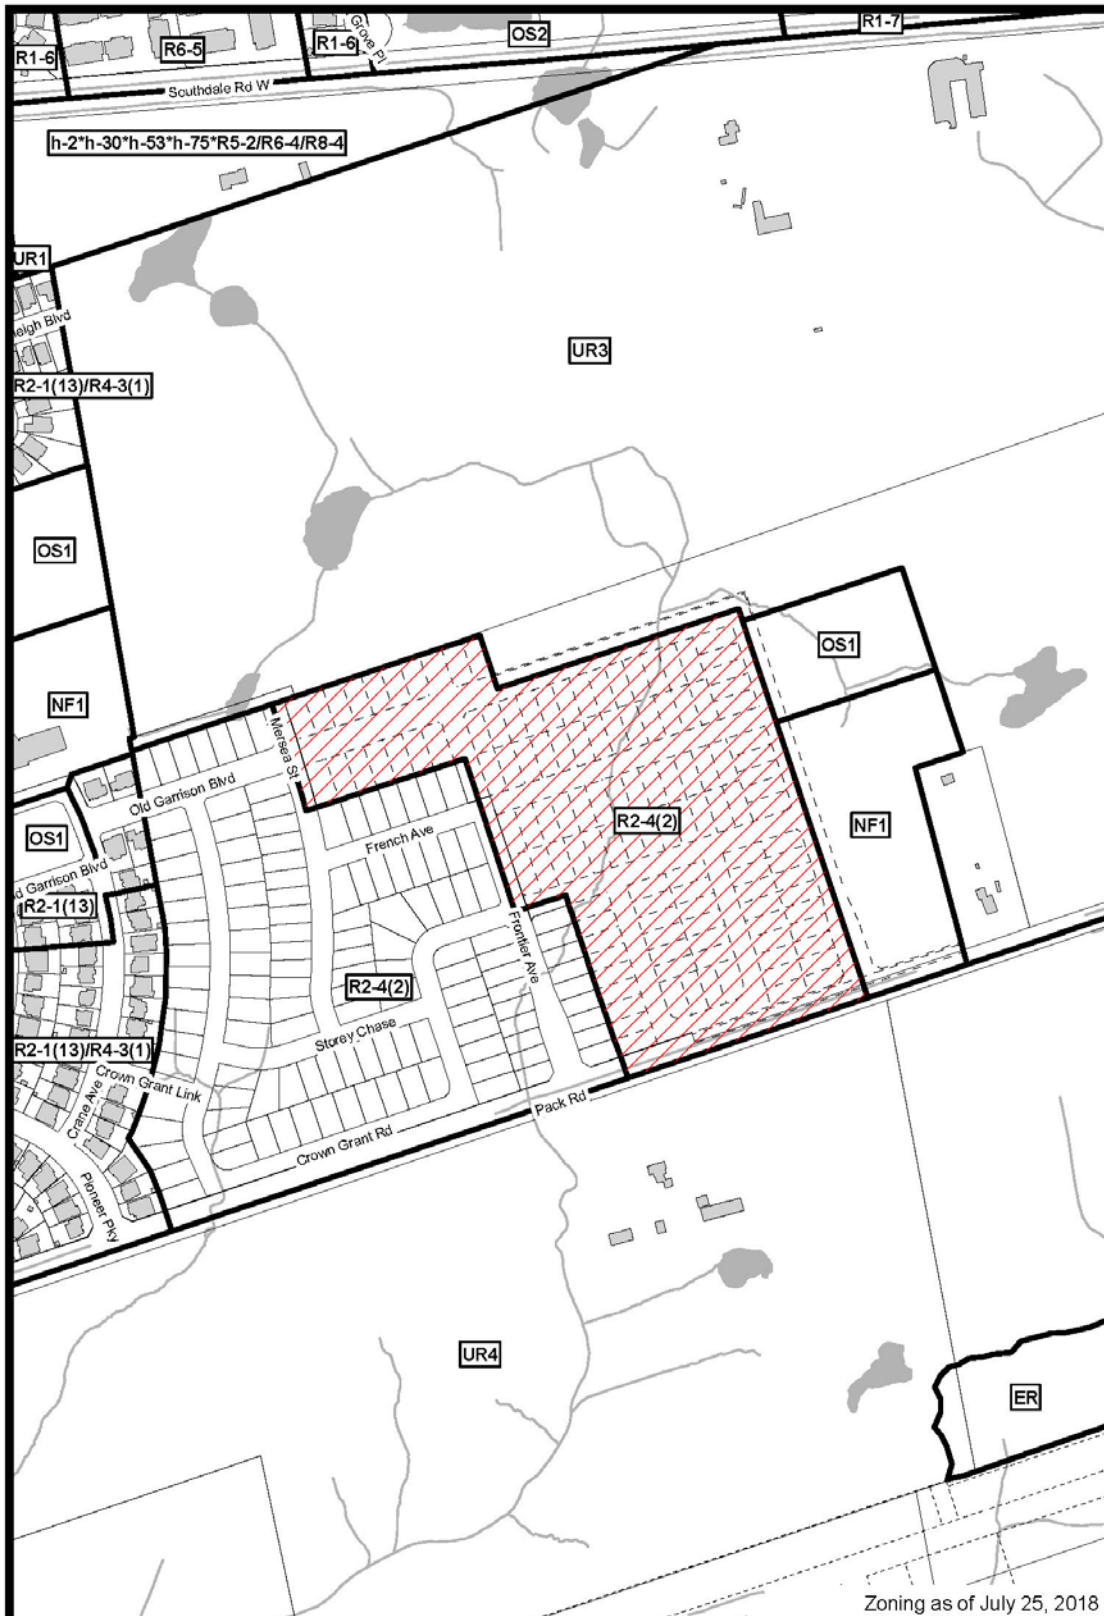 R1-6
R6-5
R1-6
Grove Pl
OS2
R1-7
Southdale Rd W
h-2*h-30*h-53*h-75*R5-2/R6-4/R8-4
UR1
UR3
R2-1(13)/R4-3(1)
OS1
OS1
NF1
Mersea St
Old Garrison Blvd
R2-4(2)
NF1
French Ave
OS1
Garrison Blvd
R2-1(13)
Frontier Ave
R2-4(2)
Storey Chase
R2-1(13)/R4-3(1)
Crown Grant Link
Crane Ave
Pack Rd
Crown Grant Rd
Pioneer Pky
UR4
ER
Zoning as of July 25, 2018